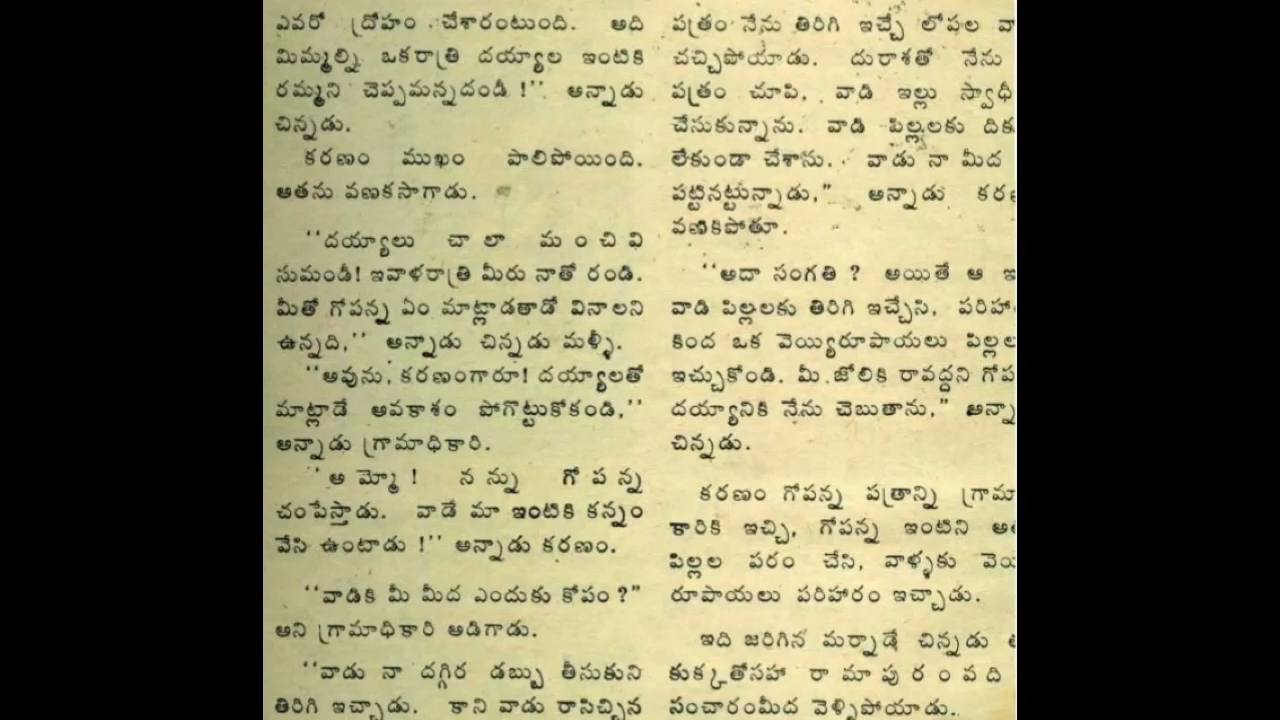 ఎవరో ద్రోహం చేశారంటుంది. అది
మిమ్మల్ని ఒకరాత్రి దయ్యాల ఇంటికి
రమ్మని చెప్పమన్నదండీ !'' అన్నాడు
చిన్నడు.
కరణం ముఖం పాలిపోయింది.
అతను వణకసాగాడు.
''దయ్యాలు చాలా మంచివి
సుమండీ! ఇవాళరాత్రి మీరు నాతో రండి.
మీతో గోపన్న ఏం మాట్లాడతాడో వినాలని
ఉన్నది,'' అన్నాడు చిన్నడు మళ్ళీ.
''అవును, కరణంగారూ! దయ్యాలతో
మాట్లాడే అవకాశం పోగొట్టుకోకండి,''
అన్నాడు గ్రామాధికారి.
''అమ్మో! నన్ను గోపన్న
చంపేస్తాడు. వాడే మా ఇంటికి కన్నం
వేసి ఉంటాడు !'' అన్నాడు కరణం.
''వాడికి మీ మీద ఎందుకు కోపం?"
అని గ్రామాధికారి అడిగాడు.
''వాడు నా దగ్గిర డబ్బు తీసుకుని
తిరిగి ఇచ్చాడు. కాని వాడు రాసిచ్చిన
పత్రం నేను తిరిగి ఇచ్చే లోపల
చచ్చిపోయాడు. దురాశతో నేను
పత్రం చూపి, వాడి ఇల్లు
చేసుకున్నాను. వాడి పిల్లలకు
లేకుండా చేశాను. వాడు నా మీద
పట్టినట్టున్నాడు,” అన్నాడు
వణికిపోతూ.
''అదా సంగతి ? అయితే ఆ
వాడి పిల్లలకు తిరిగి ఇచ్చేసి,
కింద ఒక వెయ్యిరూపాయలు
ఇచ్చుకోండి. మీ జోలికి రావద్దని
దయ్యానికి నేను చెబుతాను,”
చిన్నడు.
కరణం గోపన్న పత్రాన్ని
కారికి ఇచ్చి, గోపన్న ఇంటిని
పిల్లల పరం చేసి, వాళ్ళకు
రూపాయలు పరిహారం ఇచ్చాడు.
ఇది జరిగిన మర్నాడే చిన్నడు
కుక్కతోసహా రామాపురంవది
సంచారంమీద వెళ్ళిపోయాడు.